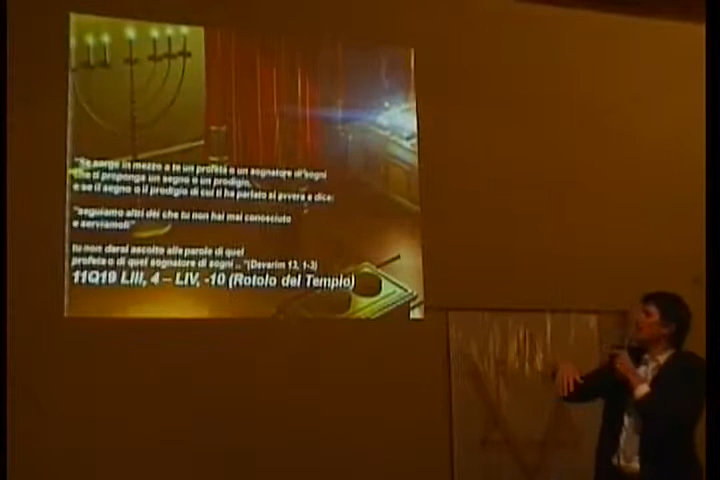 "Se sorge in mezzo a te un profeta o un sognatore di sogni
che ti proponga un segno o un prodigio,
e se il segno o il prodigio di cui ti ha parlato si avvera e dice:
"seguiamo altri dèi che tu non hai mai conosciuto
e serviamoli"
tu non darai ascolto alle parole di quel
profeta o di quel sognatore di sogni .. "(Devarim 13, 1-3)
11Q19 LIII, 4 – LIV, -10 (Rotolo del Tempio)